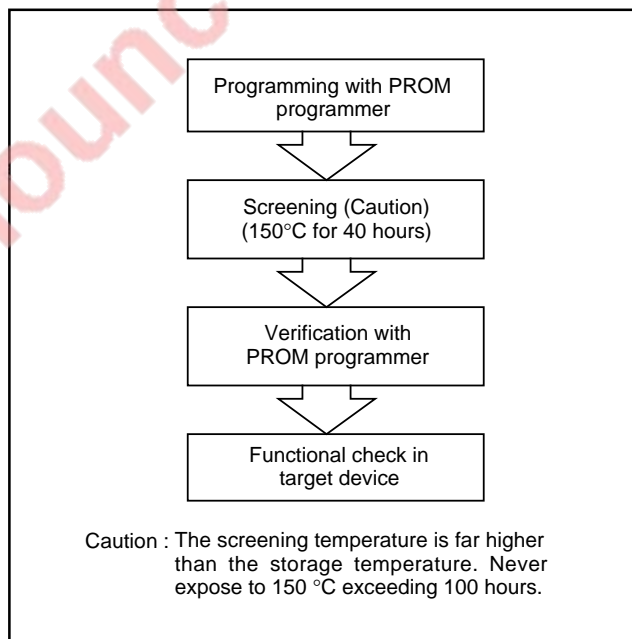 Programming with PROM
programmer
Screening (Caution)
(150°C for 40 hours)
Verification with
PROM programmer
Functional check in
target device
Caution : The screening temperature is far higher
than the storage temperature. Never
expose to 150 °C exceeding 100 hours.